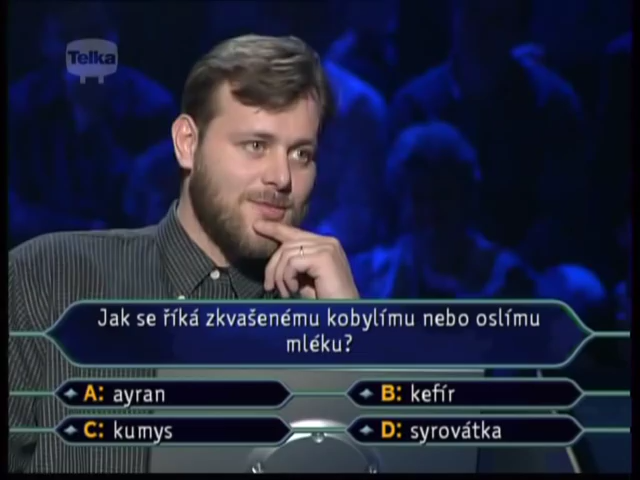 Telka
Jak se říká zkvašenému kobylímu nebo oslímu
mléku?
A: ayran
B: kefír
C: kumys
D: syrovátka